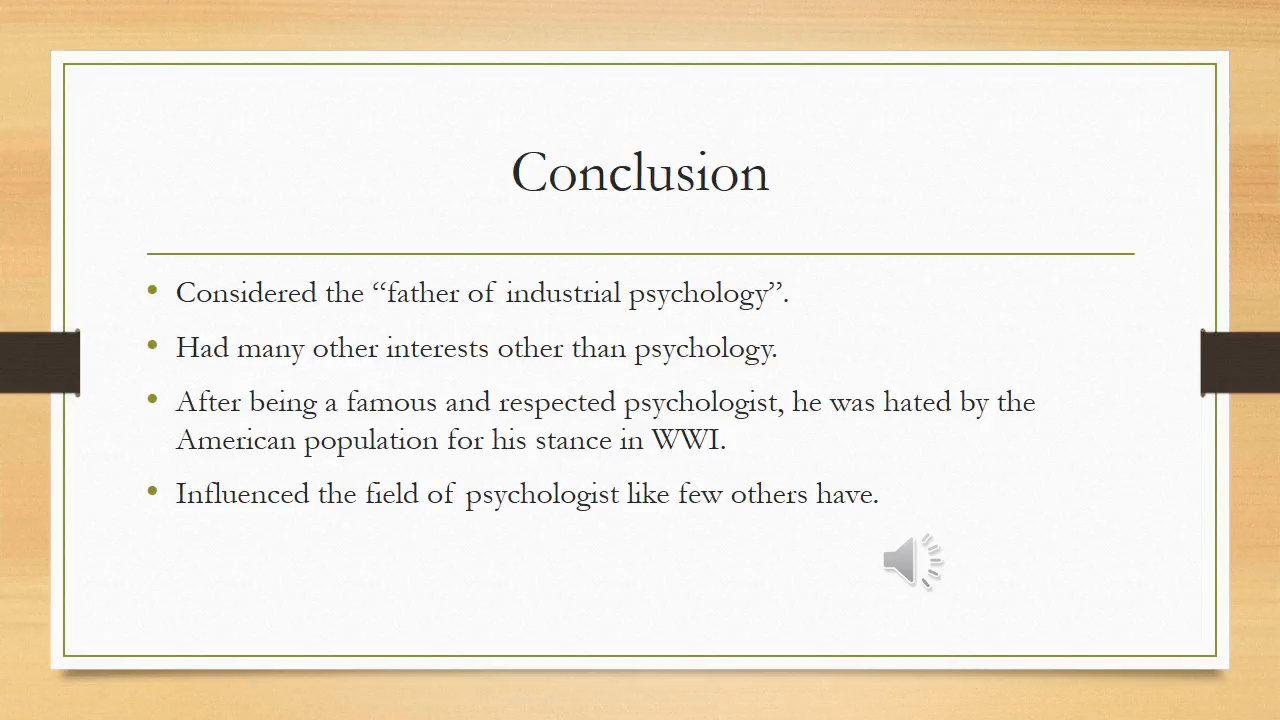 Conclusion
• Considered the “father of industrial psychology”.
• Had many other interests other than psychology.
• After being a famous and respected psychologist, he was hated by the
American population for his stance in WWI.
• Influenced the field of psychologist like few others have.